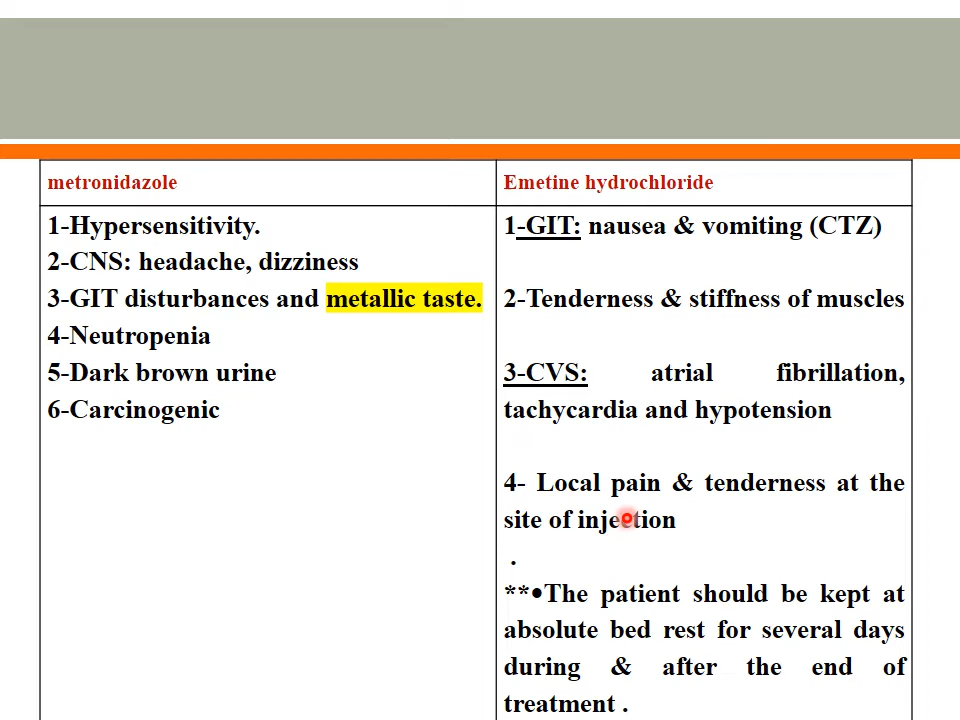 metronidazole
Emetine hydrochloride
1-Hypersensitivity.
2-CNS: headache, dizziness
3-GIT disturbances and metallic taste.
4-Neutropenia
5-Dark brown urine
6-Carcinogenic
1-GIT: nausea & vomiting (CTZ)
2-Tenderness & stiffness of muscles
3-CVS: atrial fibrillation,
tachycardia and hypotension
4- Local pain & tenderness at the
site of injection
.
**•The patient should be kept at
absolute bed rest for several days
during & after the end of
treatment .